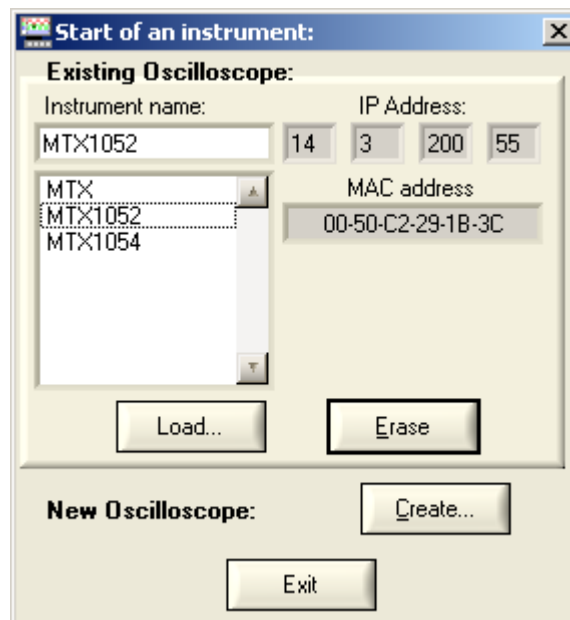 Start of an instrument:
Existing Oscilloscope:
Instrument name:
IP Address:
MTX1052
14 3 200 55
MTX
MTX1052
MTX1054
MAC address
00-50-C2-29-1B-3C
Load...
Erase
New Oscilloscope:
Create...
Exit